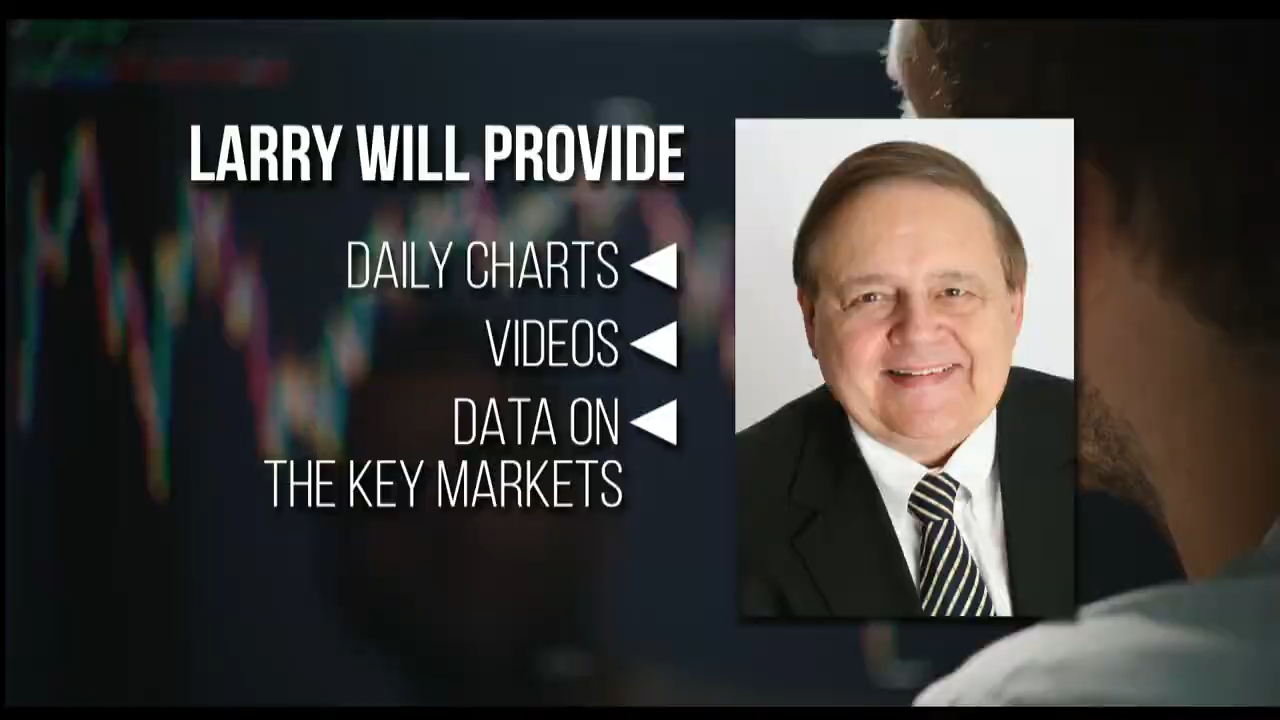 LARRY WILL PROVIDE
DAILY CHARTS
VIDEOS
DATA ON
THE KEY MARKETS